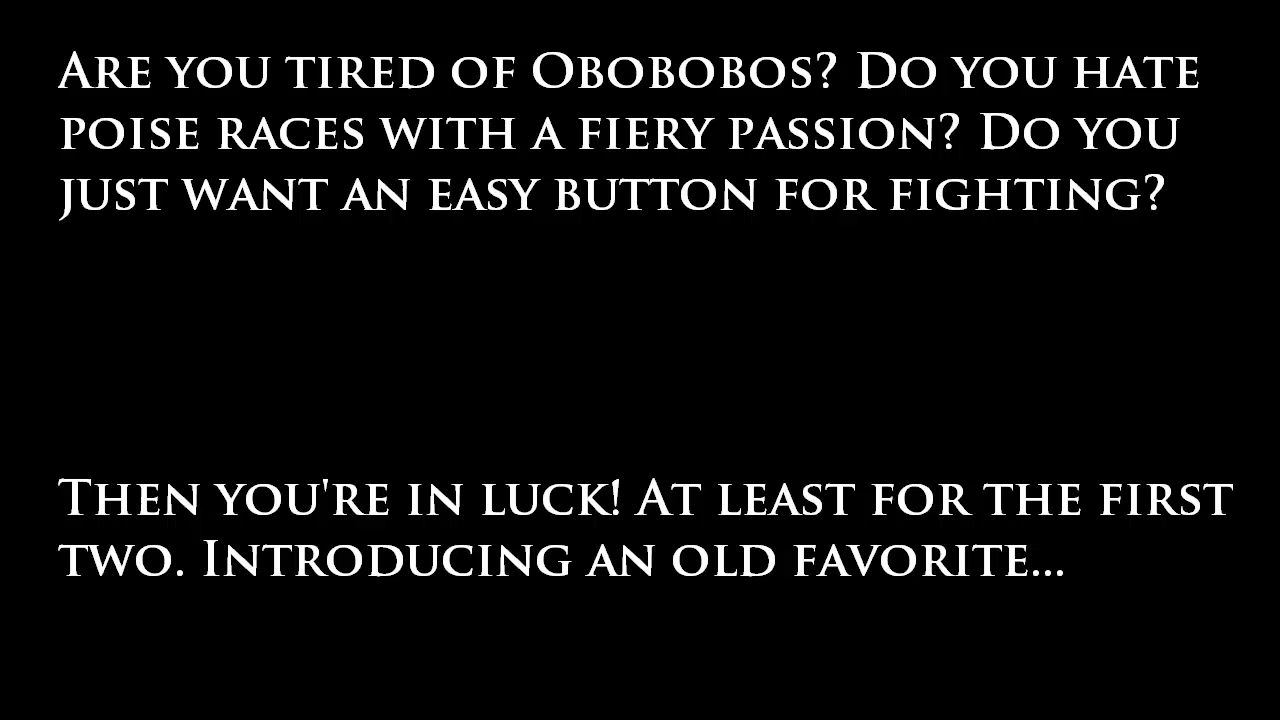 Are you tired of Obobobos? Do you hate
poise races with a fiery passion? Do you
just want an easy button for fighting?
Then you're in luck! At least for the first
two. Introducing an old favorite...